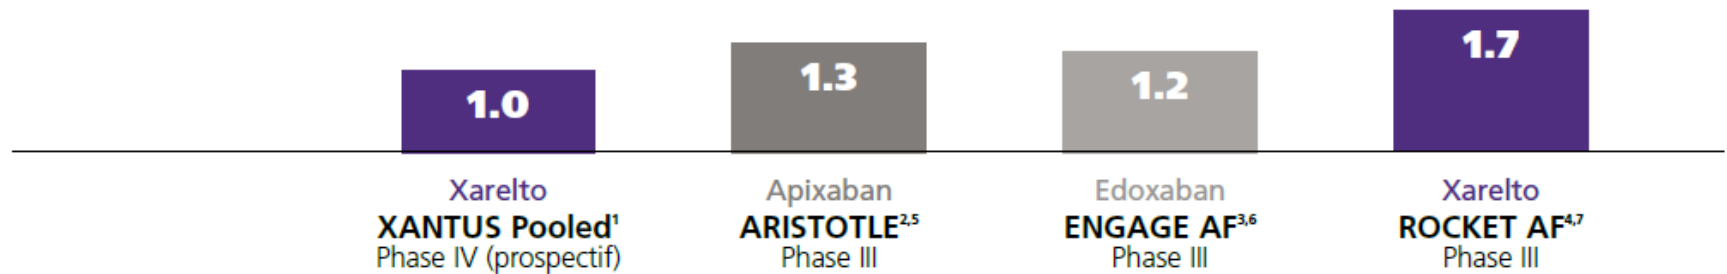 1.0
1.3
1.2
1.7
Xarelto
XANTUS Pooled¹
Phase IV (prospectif)
Apixaban
ARISTOTLE²,⁵
Phase III
Edoxaban
ENGAGE AF³,⁶
Phase III
Xarelto
ROCKET AF⁴,⁷
Phase III